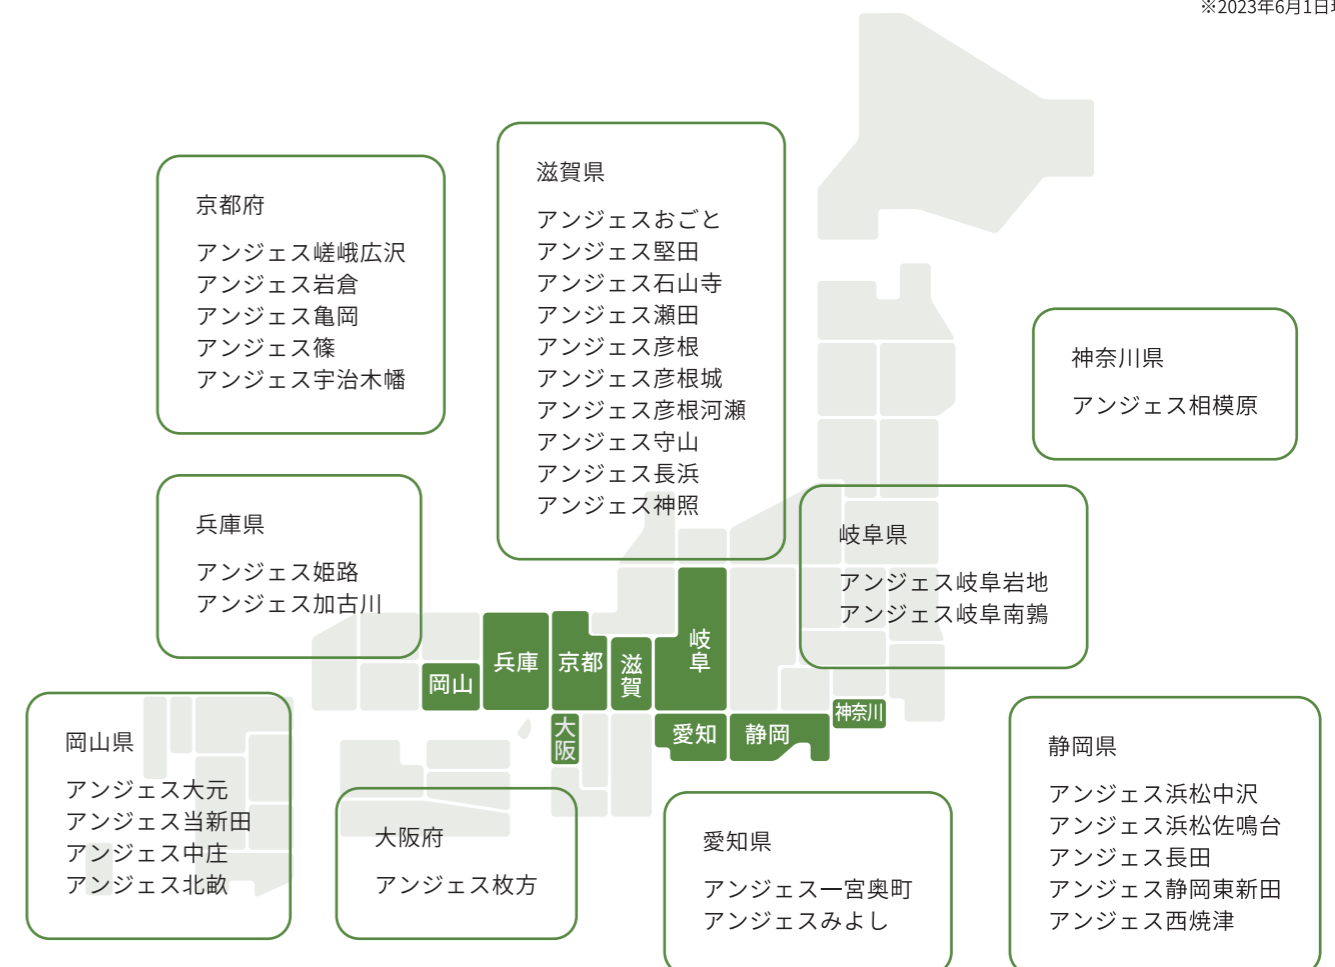 ※2023年6月1日
京都府
アンジェス嵯峨広沢
アンジェス岩倉
アンジェス亀岡
アンジェス篠
アンジェス宇治木幡
滋賀県
アンジェスおごと
アンジェス堅田
アンジェス石山寺
アンジェス瀬田
アンジェス彦根
アンジェス彦根城
アンジェス彦根河瀬
アンジェス守山
アンジェス長浜
アンジェス神照
神奈川県
アンジェス相模原
兵庫県
アンジェス姫路
アンジェス加古川
岐阜県
アンジェス岐阜岩地
アンジェス岐阜南鶉
岡山
兵庫
京都
滋賀
岐阜
大阪
愛知
静岡
神奈川
岡山県
アンジェス大元
アンジェス当新田
アンジェス中庄
アンジェス北畝
大阪府
アンジェス枚方
愛知県
アンジェス一宮奥町
アンジェスみよし
静岡県
アンジェス浜松中沢
アンジェス浜松佐鳴台
アンジェス長田
アンジェス静岡東新田
アンジェス西焼津